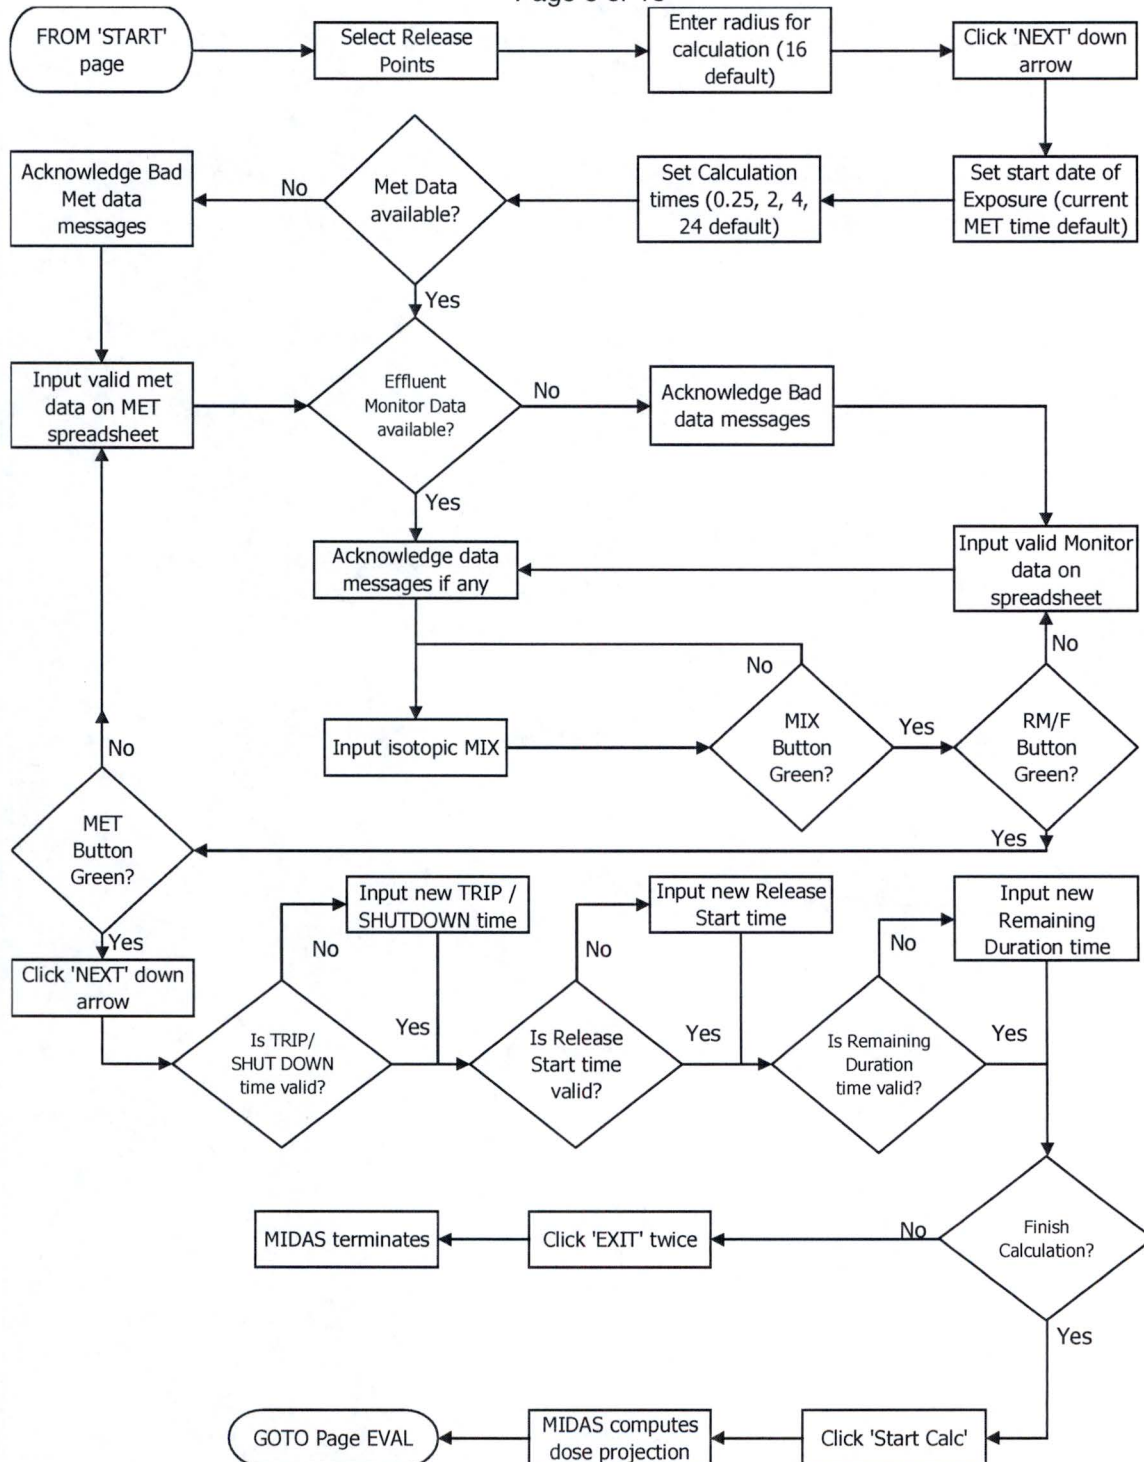 FROM 'START'
page
Select Release
Points
Enter radius for
calculation (16
default)
Click 'NEXT' down
arrow
Acknowledge Bad
Met data
messages
No
Met Data
available?
Set Calculation
times (0.25, 2, 4,
24 default)
Set start date of
Exposure (current
MET time default)
Yes
Input valid met
data on MET
spreadsheet
Effluent
Monitor Data
available?
No
Acknowledge Bad
data messages
Yes
Acknowledge data
messages if any
Input valid Monitor
data on
spreadsheet
No
No
Input isotopic MIX
MIX
Button
Green?
Yes
RM/F
Button
Green?
No
MET
Button
Green?
Yes
Yes
Click 'NEXT' down
arrow
Input new TRIP /
SHUTDOWN time
No
Is TRIP/
SHUT DOWN
time valid?
Yes
Input new Release
Start time
No
Is Release
Start time
valid?
Yes
Input new
Remaining
Duration time
No
Is Remaining
Duration
time valid?
Yes
MIDAS terminates
Click 'EXIT' twice
No
Finish
Calculation?
Yes
GOTO Page EVAL
MIDAS computes
dose projection
Click 'Start Calc'